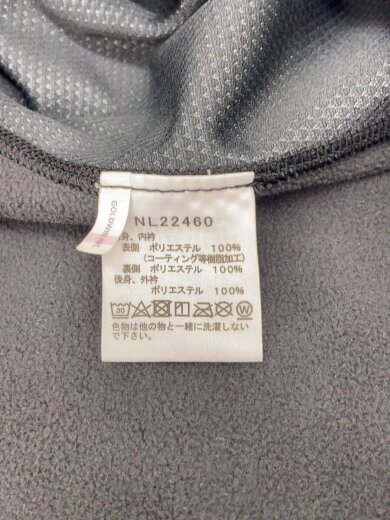 GOLDWIN
NL22460
身、内衿
表側 ポリエステル 100%
(コーティング等樹脂加工)
裏側 ポリエステル 100%
後身、外衿
ポリエステル 100%
30
W
色物は他の物と一緒に洗濯しない
で下さい。